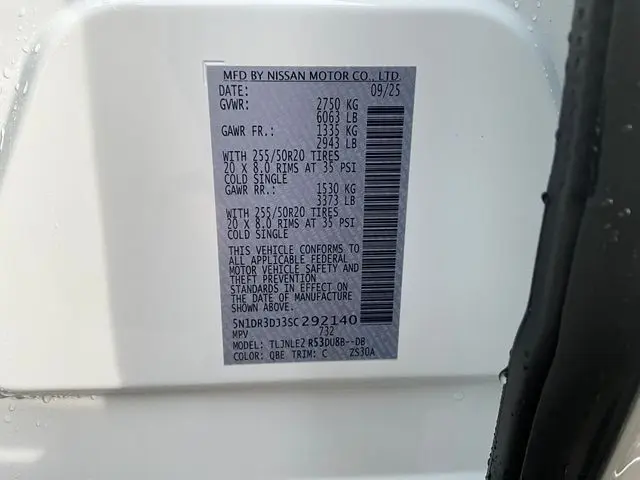 MFD BY NISSAN MOTOR CO., LTD.
DATE: 09/25
GVWR: 2750 KG
6063 LB
GAWR FR.: 1335 KG
2943 LB
WITH 255/50R20 TIRES
20 X 8.0 RIMS AT 35 PSI
COLD SINGLE
GAWR RR.: 1530 KG
3373 LB
WITH 255/50R20 TIRES
20 X 8.0 RIMS AT 35 PSI
COLD SINGLE
THIS VEHICLE CONFORMS TO
ALL APPLICABLE FEDERAL
MOTOR VEHICLE SAFETY AND
THEFT PREVENTION
STANDARDS IN EFFECT ON
THE DATE OF MANUFACTURE
SHOWN ABOVE.
5N1DR3DJ3SC292140
MPV 732
MODEL: TLJNLE2 R53DU8B--DB
COLOR: QBE TRIM: C ZS30A